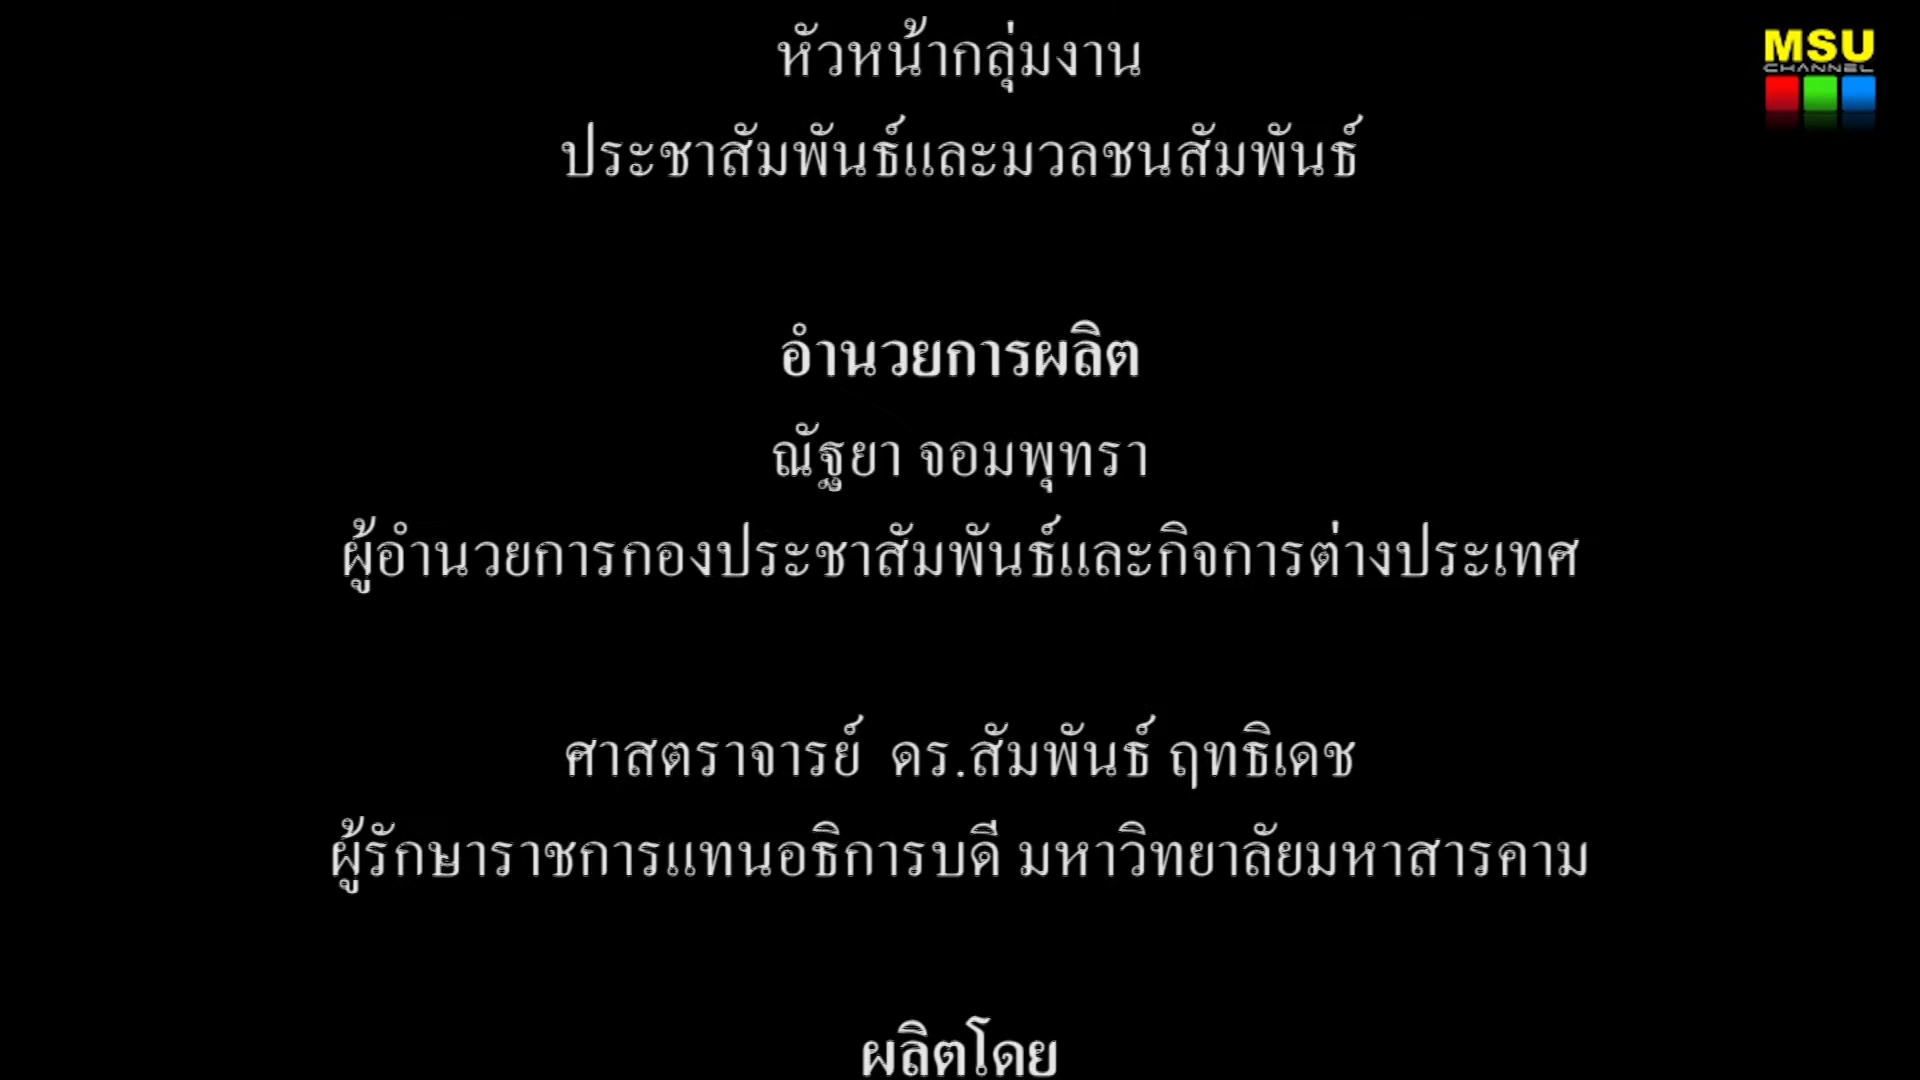 หัวหน้ากลุ่มงาน
MSU
CHANNEL
ประชาสัมพันธ์และมวลชนสัมพันธ์
อำนวยการผลิต
ณัฐยา จอมพุทรา
ผู้อำนวยการกองประชาสัมพันธ์และกิจการต่างประเทศ
ศาสตราจารย์ ดร.สัมพันธ์ ฤทธิเดช
ผู้รักษาราชการแทนอธิการบดี มหาวิทยาลัยมหาสารคาม
ผลิตโดย